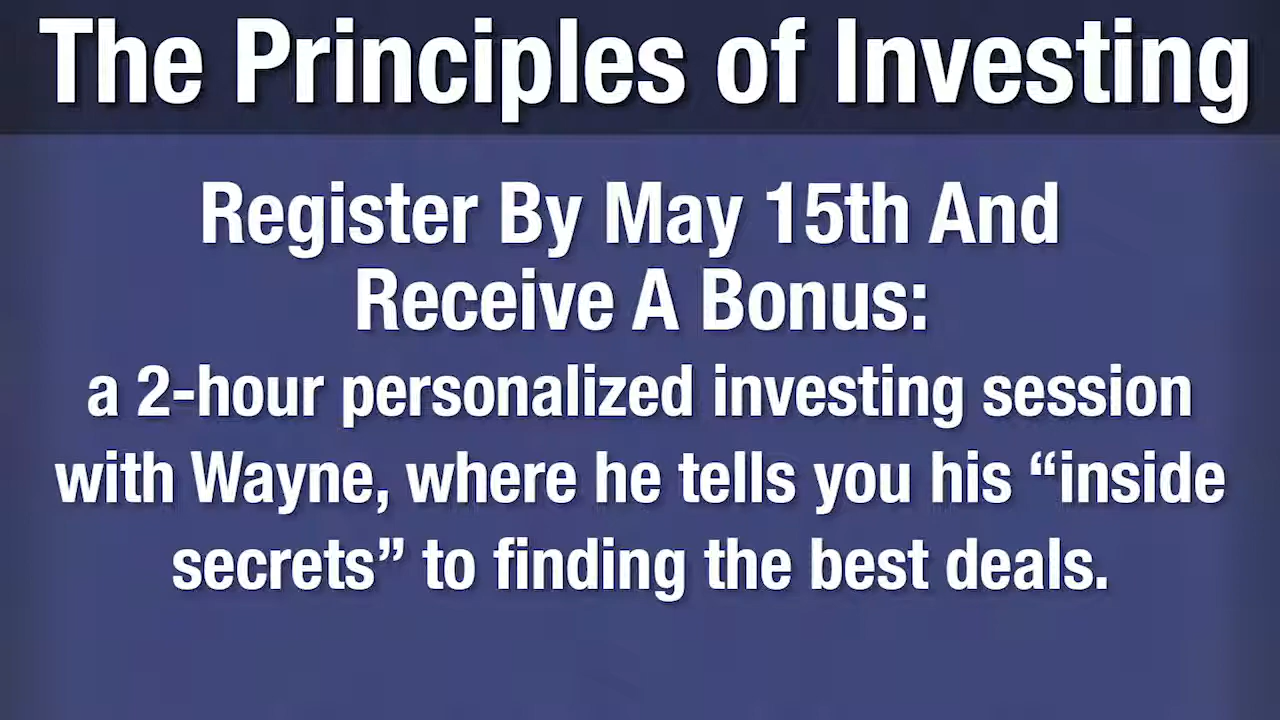 The Principles of Investing
Register By May 15th And
Receive A Bonus:
a 2-hour personalized investing session
with Wayne, where he tells you his “inside
secrets” to finding the best deals.